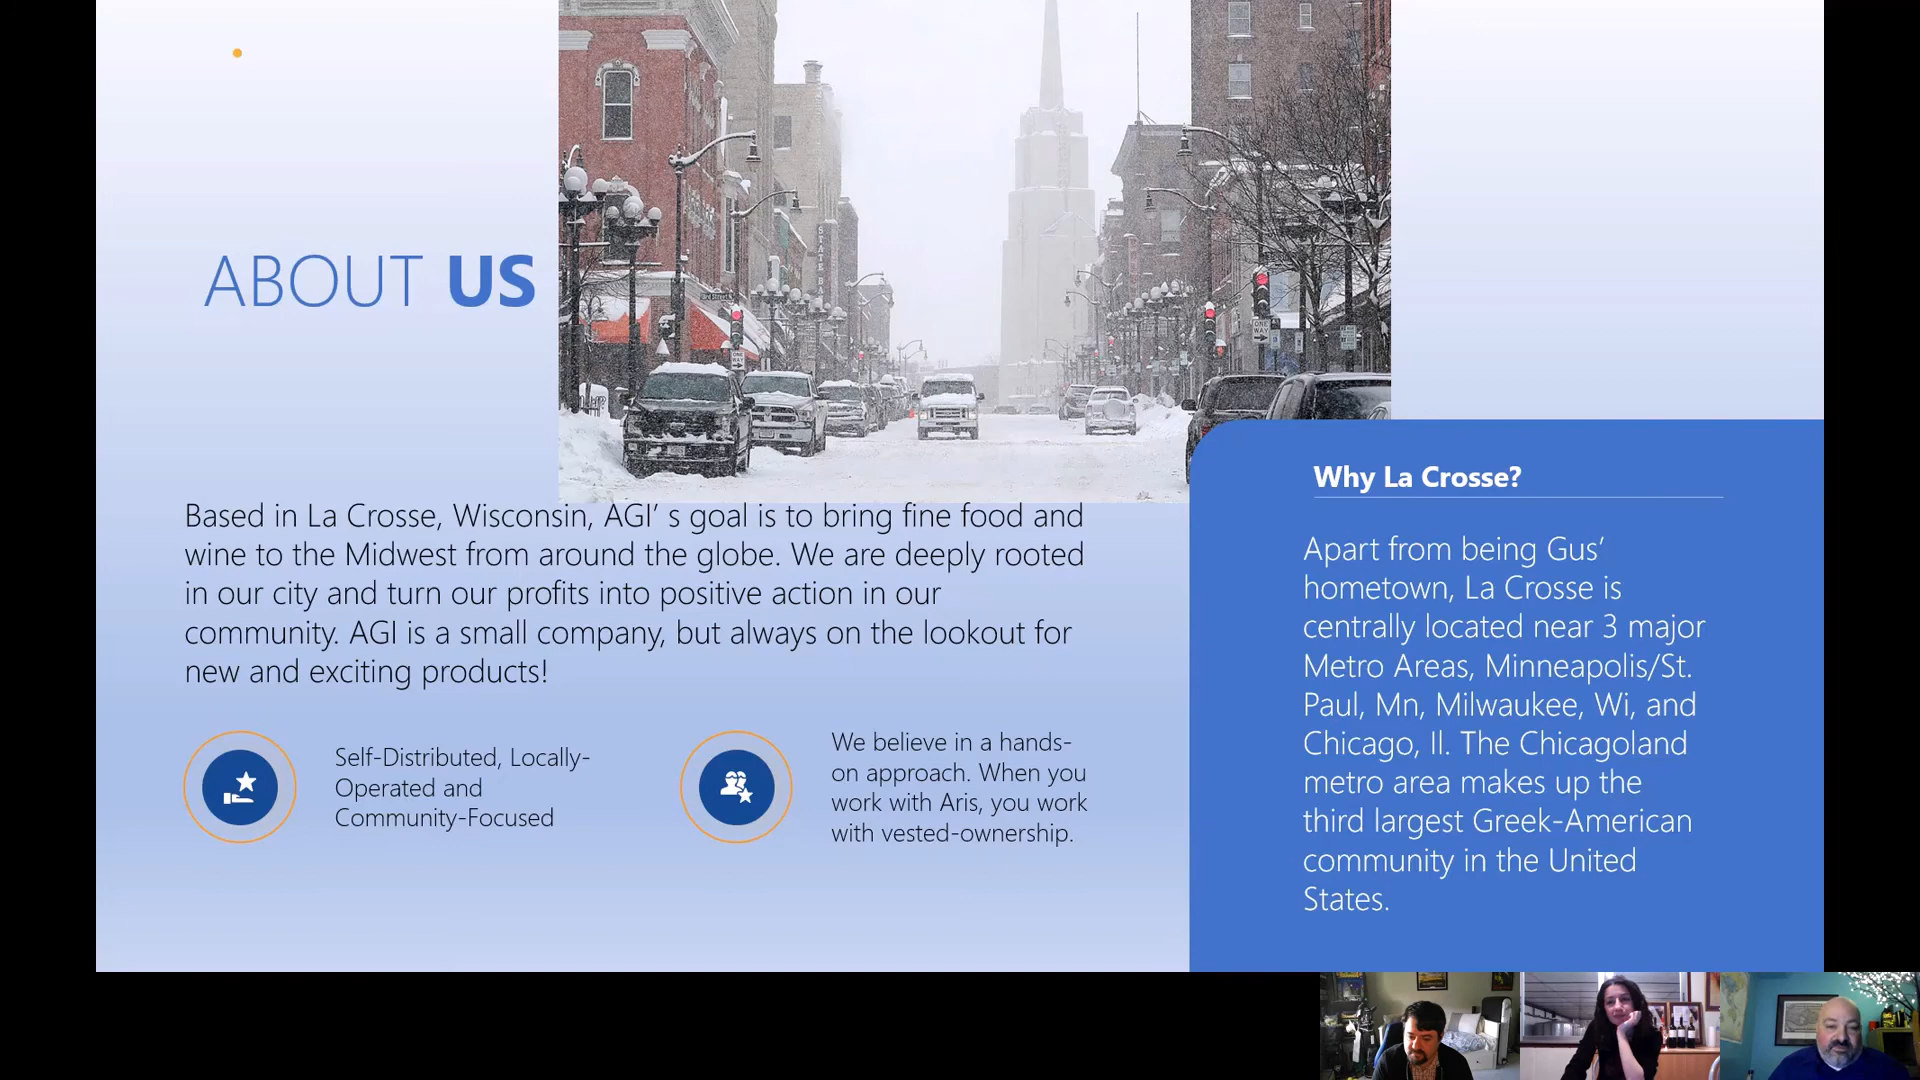 ABOUT US
STATE BA
ONE WAY
ONE WAY
Based in La Crosse, Wisconsin, AGI’ s goal is to bring fine food and
wine to the Midwest from around the globe. We are deeply rooted
in our city and turn our profits into positive action in our
community. AGI is a small company, but always on the lookout for
new and exciting products!
Self-Distributed, Locally-
Operated and
Community-Focused
We believe in a hands-
on approach. When you
work with Aris, you work
with vested-ownership.
Why La Crosse?
Apart from being Gus’
hometown, La Crosse is
centrally located near 3 major
Metro Areas, Minneapolis/St.
Paul, Mn, Milwaukee, Wi, and
Chicago, Il. The Chicagoland
metro area makes up the
third largest Greek-American
community in the United
States.